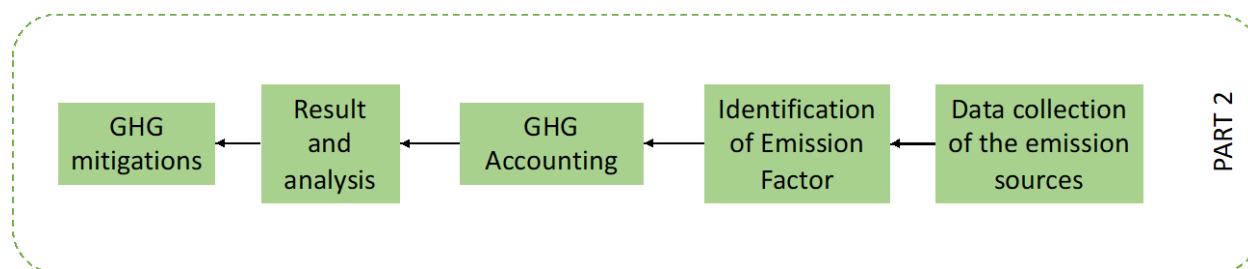 GHG
mitigations
Result
and
analysis
GHG
Accounting
Identification
of Emission
Factor
Data collection
of the emission
sources
PART 2